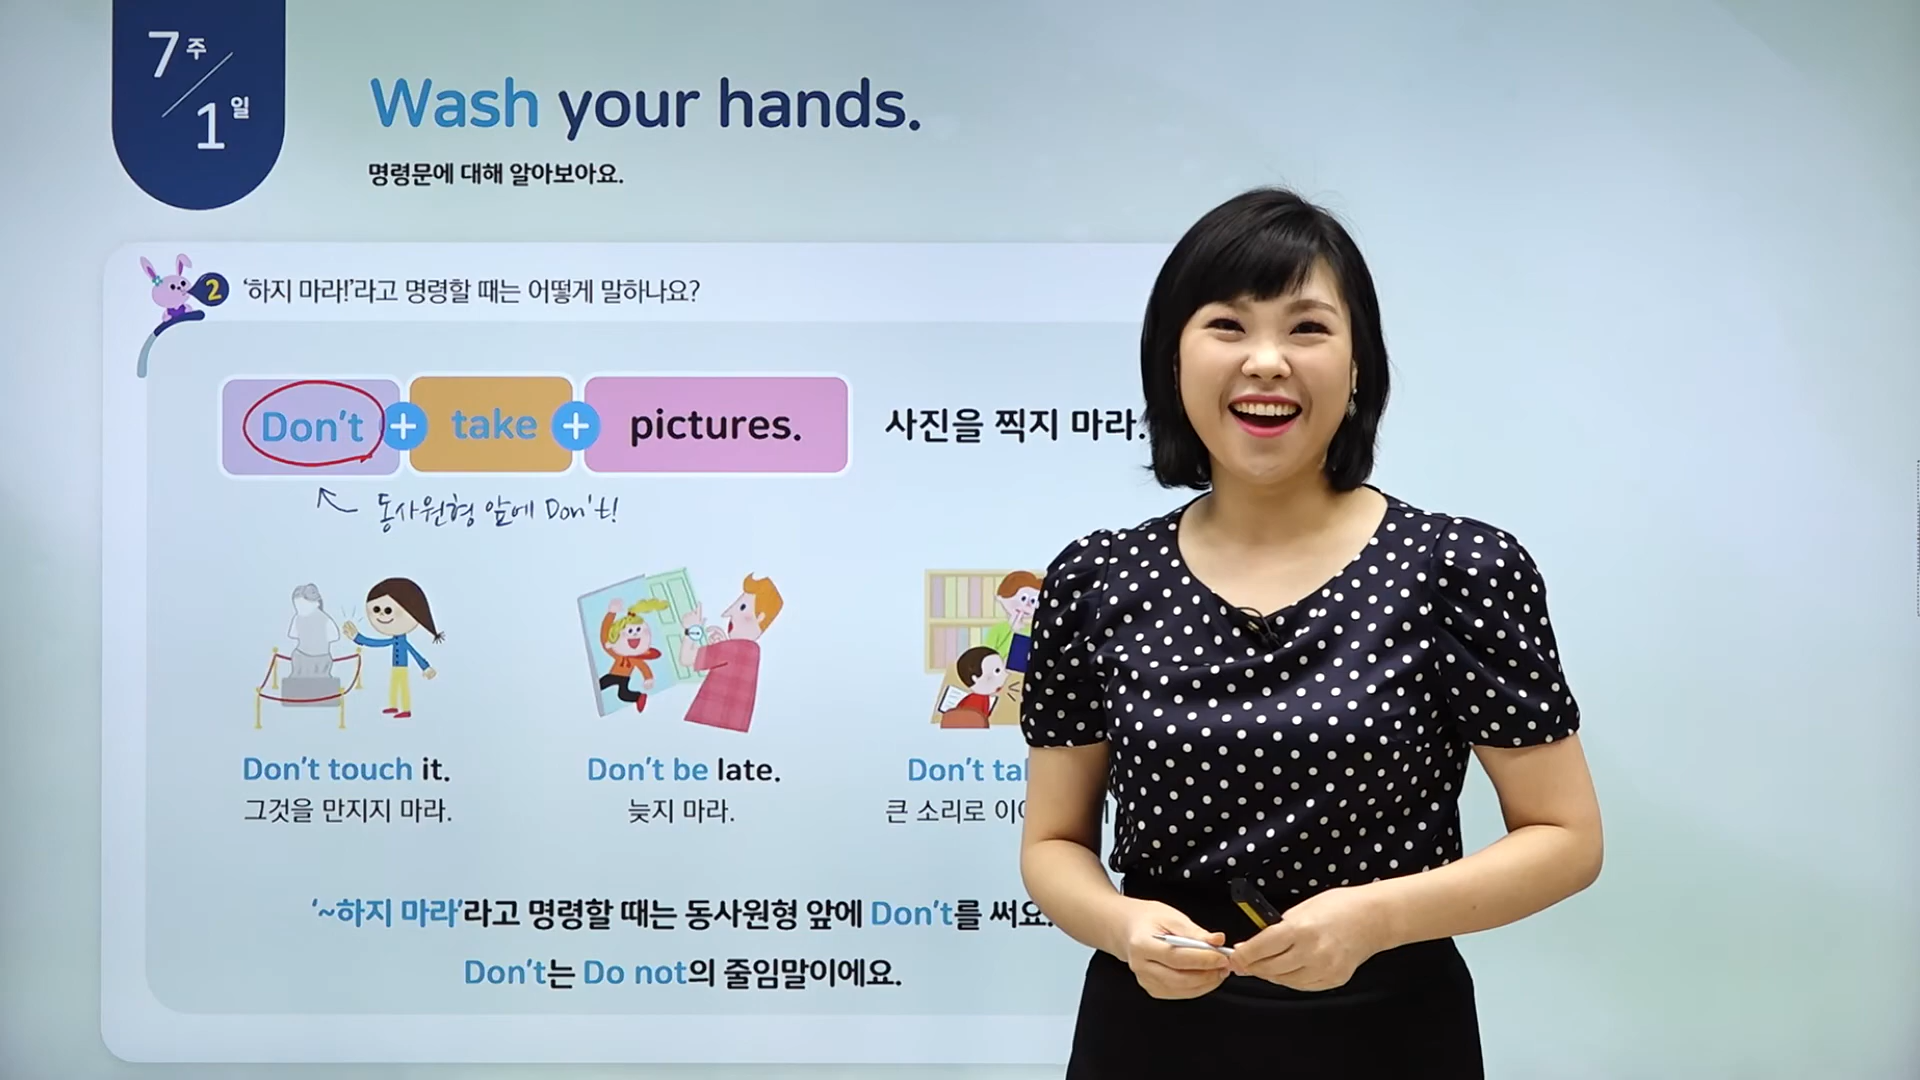 7주
1일
Wash your hands.
명령문에 대해 알아보아요.
2 '하지 마라!'라고 명령할 때는 어떻게 말하나요?
Don't + take + pictures. 사진을 찍지 마라.
동사원형 앞에 Don't!
Don't touch it. Don't be late. Don't
그것을 만지지 마라. 늦지 마라. 큰 소리로
'~하지 마라'라고 명령할 때는 동사원형 앞에 Don't를 써요.
Don't는 Do not의 줄임말이에요.